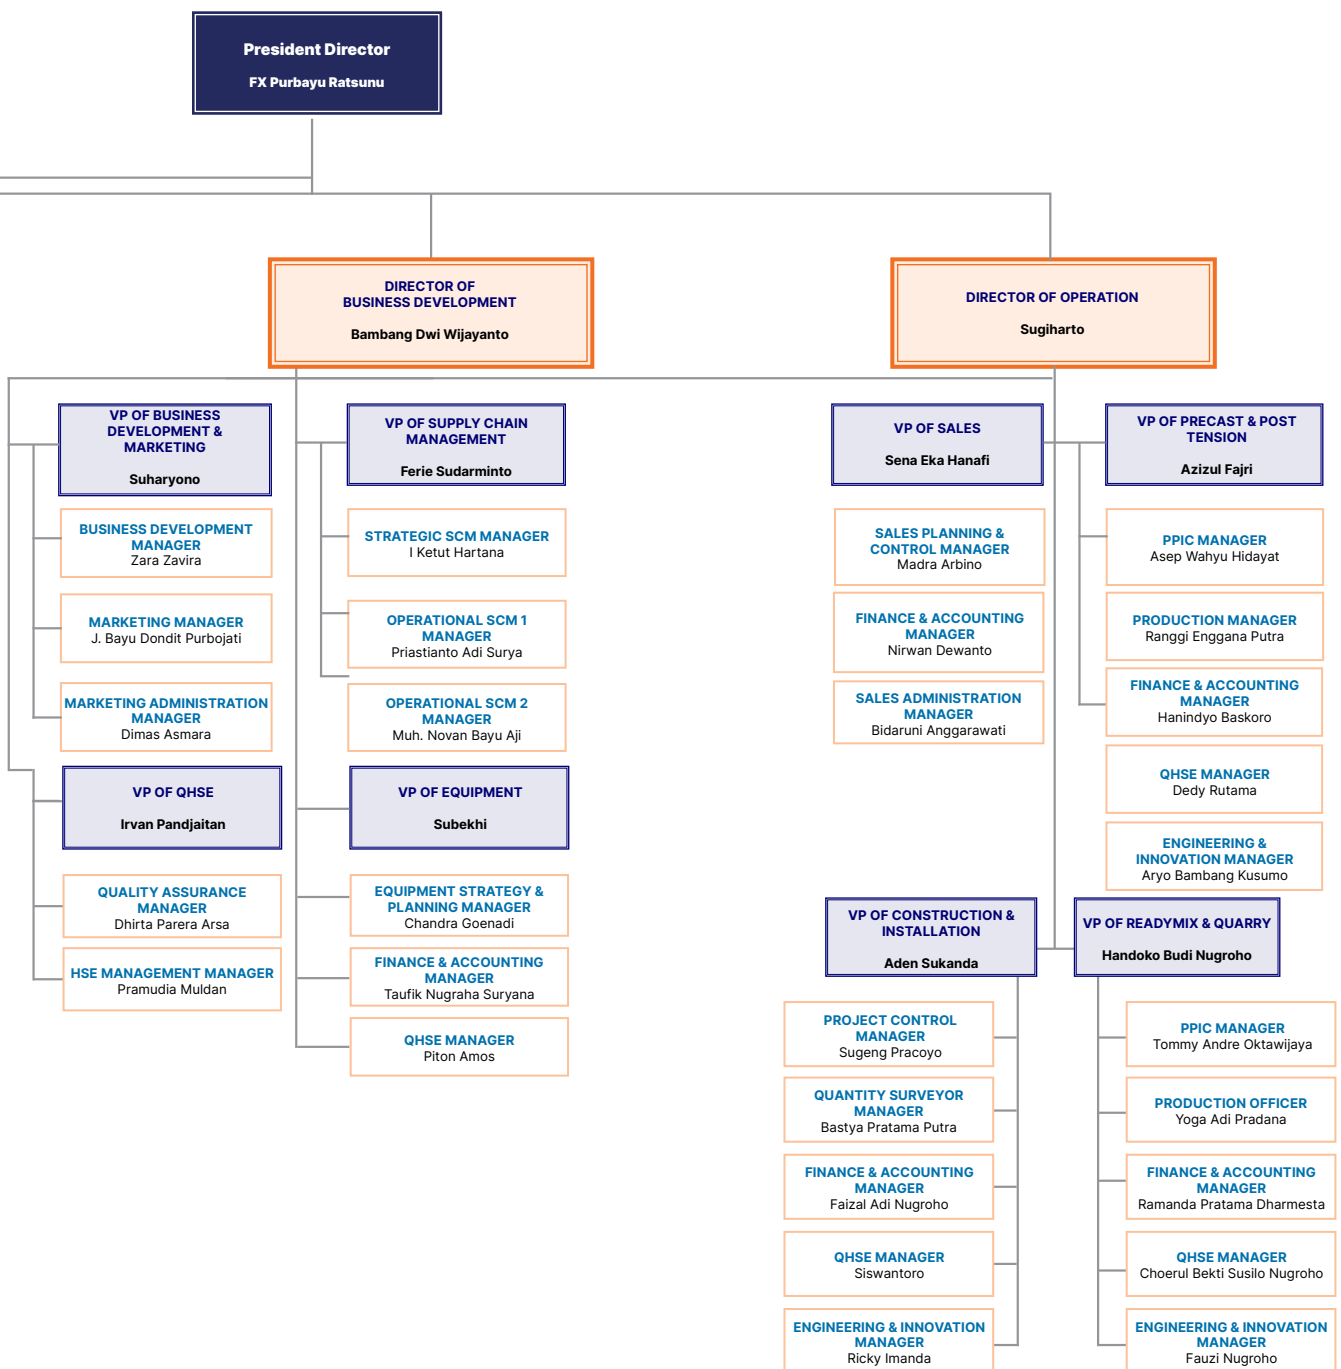 President Director
FX Purbayu Ratsunu
DIRECTOR OF
BUSINESS DEVELOPMENT
Bambang Dwi Wijayanto
DIRECTOR OF OPERATION
Sugiharto
VP OF BUSINESS
DEVELOPMENT &
MARKETING
Suharyono
BUSINESS DEVELOPMENT
MANAGER
Zara Zavira
MARKETING MANAGER
J. Bayu Dondit Purbojati
MARKETING ADMINISTRATION
MANAGER
Dimas Asmara
VP OF QHSE
Irvan Pandjaitan
QUALITY ASSURANCE
MANAGER
Dhirta Parera Arsa
HSE MANAGEMENT MANAGER
Pramudia Muldan
VP OF SUPPLY CHAIN
MANAGEMENT
Ferie Sudarminto
STRATEGIC SCM MANAGER
I Ketut Hartana
OPERATIONAL SCM 1
MANAGER
Priastianto Adi Surya
OPERATIONAL SCM 2
MANAGER
Muh. Novan Bayu Aji
VP OF EQUIPMENT
Subekhi
EQUIPMENT STRATEGY &
PLANNING MANAGER
Chandra Goenadi
FINANCE & ACCOUNTING
MANAGER
Taufik Nugraha Suryana
QHSE MANAGER
Piton Amos
VP OF SALES
Sena Eka Hanafi
SALES PLANNING &
CONTROL MANAGER
Madra Arbino
FINANCE & ACCOUNTING
MANAGER
Nirwan Dewanto
SALES ADMINISTRATION
MANAGER
Bidaruni Anggarawati
VP OF PRECAST & POST
TENSION
Azizul Fajri
PPIC MANAGER
Asep Wahyu Hidayat
PRODUCTION MANAGER
Ranggi Enggana Putra
FINANCE & ACCOUNTING
MANAGER
Hanindyo Baskoro
QHSE MANAGER
Dedy Rutama
ENGINEERING &
INNOVATION MANAGER
Aryo Bambang Kusumo
VP OF CONSTRUCTION &
INSTALLATION
Aden Sukanda
PROJECT CONTROL
MANAGER
Sugeng Pracoyo
QUANTITY SURVEYOR
MANAGER
Bastya Pratama Putra
FINANCE & ACCOUNTING
MANAGER
Faizal Adi Nugroho
QHSE MANAGER
Siswantoro
ENGINEERING & INNOVATION
MANAGER
Ricky Imanda
VP OF READYMIX & QUARRY
Handoko Budi Nugroho
PPIC MANAGER
Tommy Andre Oktawijaya
PRODUCTION OFFICER
Yoga Adi Pradana
FINANCE & ACCOUNTING
MANAGER
Ramanda Pratama Dharmesta
QHSE MANAGER
Choerul Bekti Susilo Nugroho
ENGINEERING & INNOVATION
MANAGER
Fauzi Nugroho